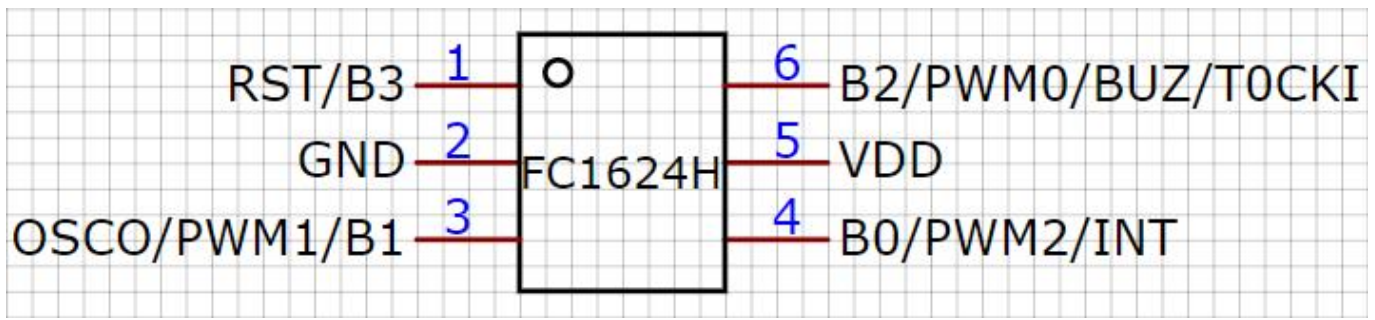 RST/B3 1 6 B2/PWM0/BUZ/T0CKI
GND 2 FC1624H 5 VDD
OSCO/PWM1/B1 3 4 B0/PWM2/INT